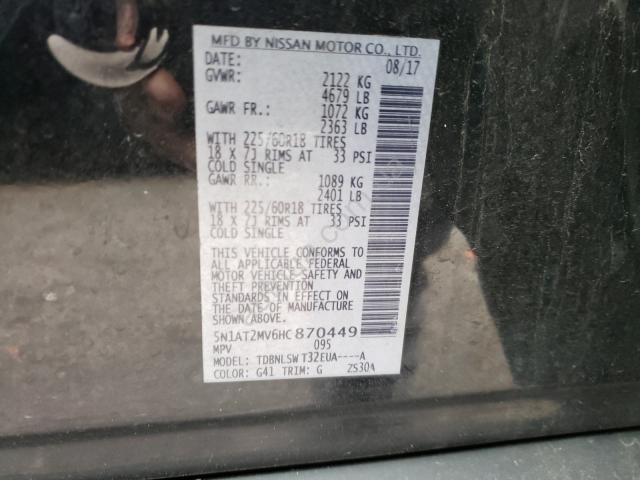 MFD BY NISSAN MOTOR CO., LTD.
DATE: 08/17
GVWR: 2122 KG
4679 LB
GAWR FR.: 1072 KG
2363 LB
WITH 225/60R18 TIRES
18 X 7J RIMS AT 33 PSI
COLD SINGLE
GAWR RR.: 1089 KG
2401 LB
WITH 225/60R18 TIRES
18 X 7J RIMS AT 33 PSI
COLD SINGLE
THIS VEHICLE CONFORMS TO
ALL APPLICABLE FEDERAL
MOTOR VEHICLE SAFETY AND
THEFT PREVENTION
STANDARDS IN EFFECT ON
THE DATE OF MANUFACTURE
SHOWN ABOVE.
5N1AT2MV6HC870449
MPV 095
MODEL: TDBNLSW T32EUA----A
COLOR: G41 TRIM: G ZS30A